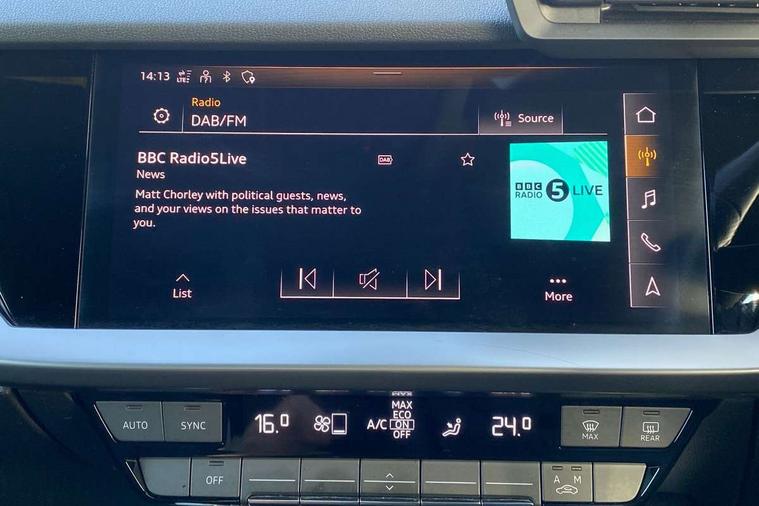 14:13 LTE
Radio
DAB/FM
Source
BBC Radio5Live
DAB
News
Matt Chorley with political guests, news,
and your views on the issues that matter to
you.
BBC
RADIO 5 LIVE
List
More
AUTO
SYNC
16.0
A/C
MAX
ECO
ON
OFF
24.0
MAX
REAR
OFF
A M